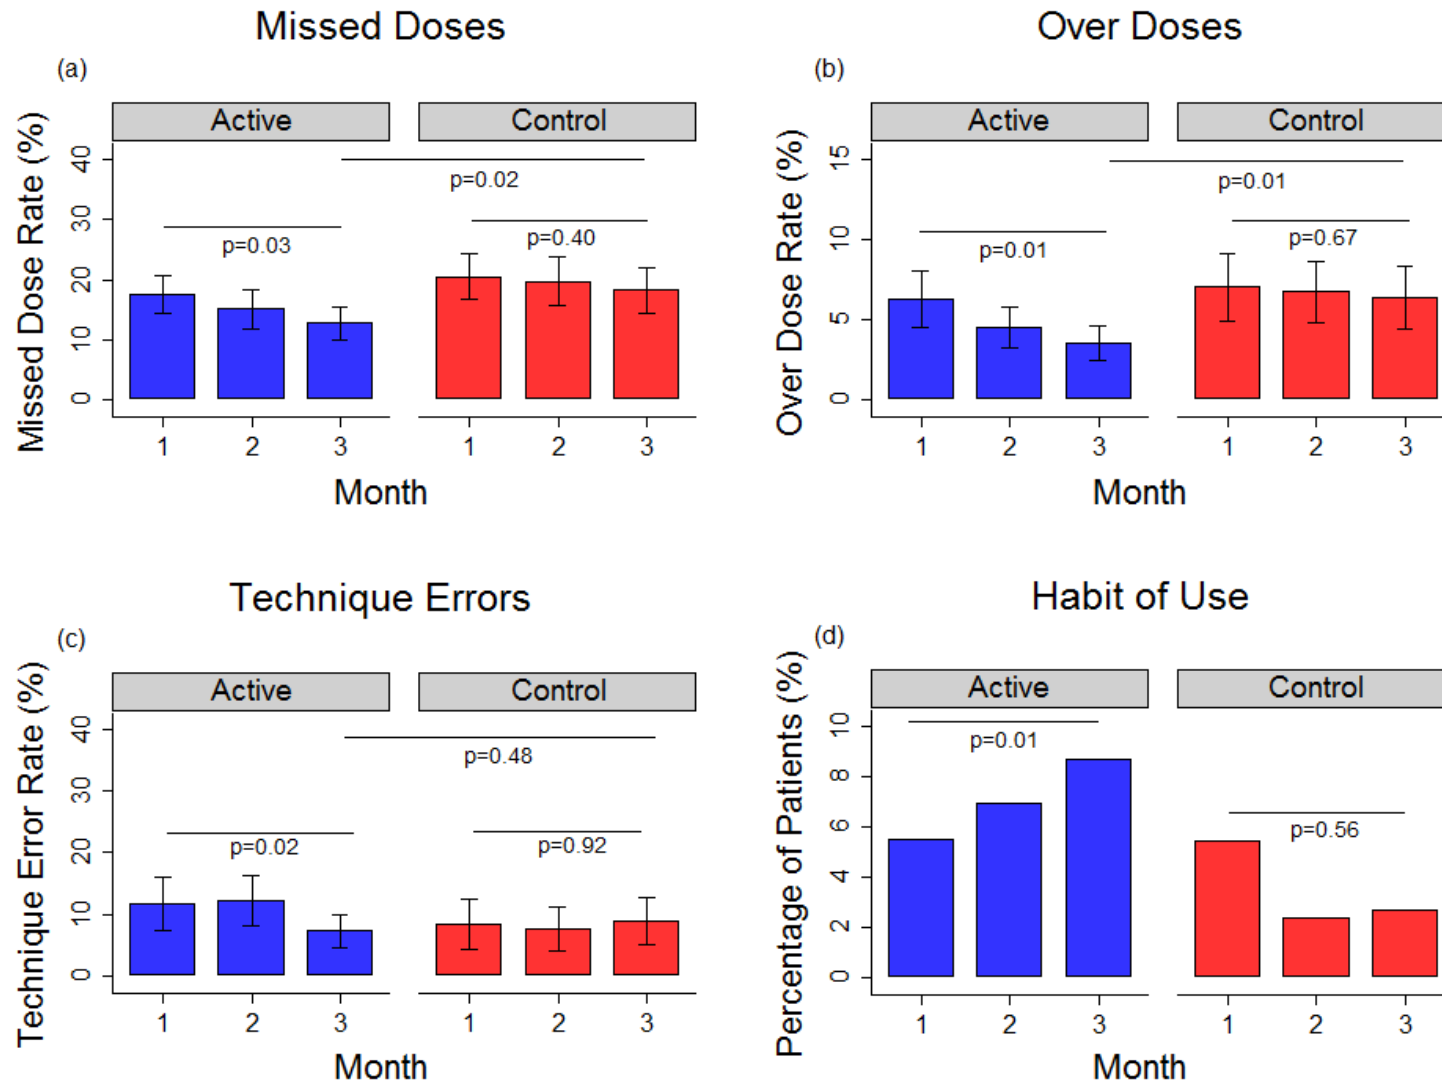 Missed Doses
(a)
Active
Control
Missed Dose Rate (%)
40
30
20
10
0
p=0.02
p=0.03
p=0.40
1 2 3
1 2 3
Month
Over Doses
(b)
Active
Control
Over Dose Rate (%)
15
10
5
0
p=0.01
p=0.01
p=0.67
1 2 3
1 2 3
Month
Technique Errors
(c)
Active
Control
Technique Error Rate (%)
40
30
20
10
0
p=0.48
p=0.02
p=0.92
1 2 3
1 2 3
Month
Habit of Use
(d)
Active
Control
Percentage of Patients (%)
10
8
6
4
2
0
p=0.01
p=0.56
1 2 3
1 2 3
Month